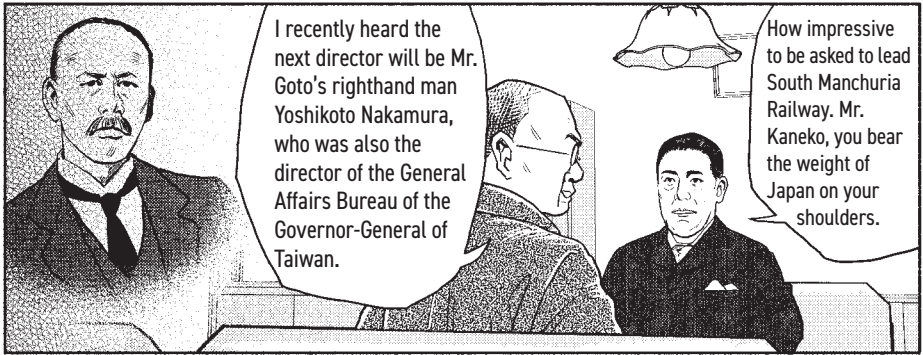 How impressive
to be asked to lead
South Manchuria
Railway. Mr.
Kaneko, you bear
the weight of
Japan on your
shoulders.
I recently heard the
next director will be Mr.
Goto's righthand man
Yoshikoto Nakamura,
who was also the
director of the General
Affairs Bureau of the
Governor-General of
Taiwan.